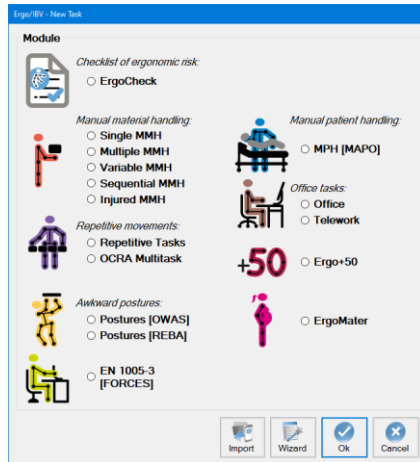 Ergo/IBV - New Task
Module
Checklist of ergonomic risk:
ErgoCheck
Manual material handling:
Single MMH
Multiple MMH
Variable MMH
Sequential MMH
Injured MMH
Repetitive movements:
Repetitive Tasks
OCRA Multitask
Awkward postures:
Postures [OWAS]
Postures [REBA]
EN 1005-3
[FORCES]
Manual patient handling:
MPH [MAPO]
Office tasks:
Office
Telework
+50
Ergo+50
ErgoMater
Import
Wizard
Ok
Cancel